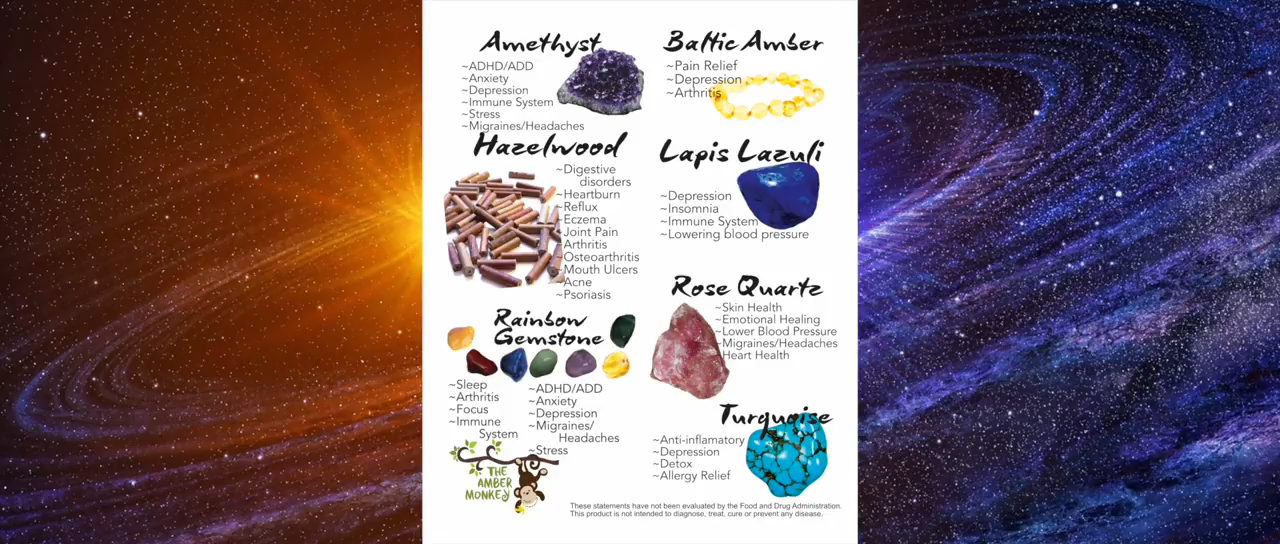 Amethyst
~ADHD/ADD
~Anxiety
~Depression
~Immune System
~Stress
~Migraines/Headaches
Baltic Amber
~Pain Relief
~Depression
~Arthritis
Hazelwood
~Digestive
disorders
~Heartburn
~Reflux
~Eczema
~Joint Pain
~Arthritis
~Osteoarthritis
~Mouth Ulcers
~Acne
~Psoriasis
Lapis Lazuli
~Depression
~Insomnia
~Immune System
~Lowering blood pressure
Rainbow
Gemstone
~Sleep
~Arthritis
~Focus
~Immune
System
~ADHD/ADD
~Anxiety
~Depression
~Migraines/
Headaches
~Stress
Rose Quartz
~Skin Health
~Emotional Healing
~Lower Blood Pressure
~Migraines/Headaches
~Heart Health
Turquoise
~Anti-inflamatory
~Depression
~Detox
~Allergy Relief
THE
AMBER
MONKEY
These statements have not been evaluated by the Food and Drug Administration.
This product is not intended to diagnose, treat, cure or prevent any disease.